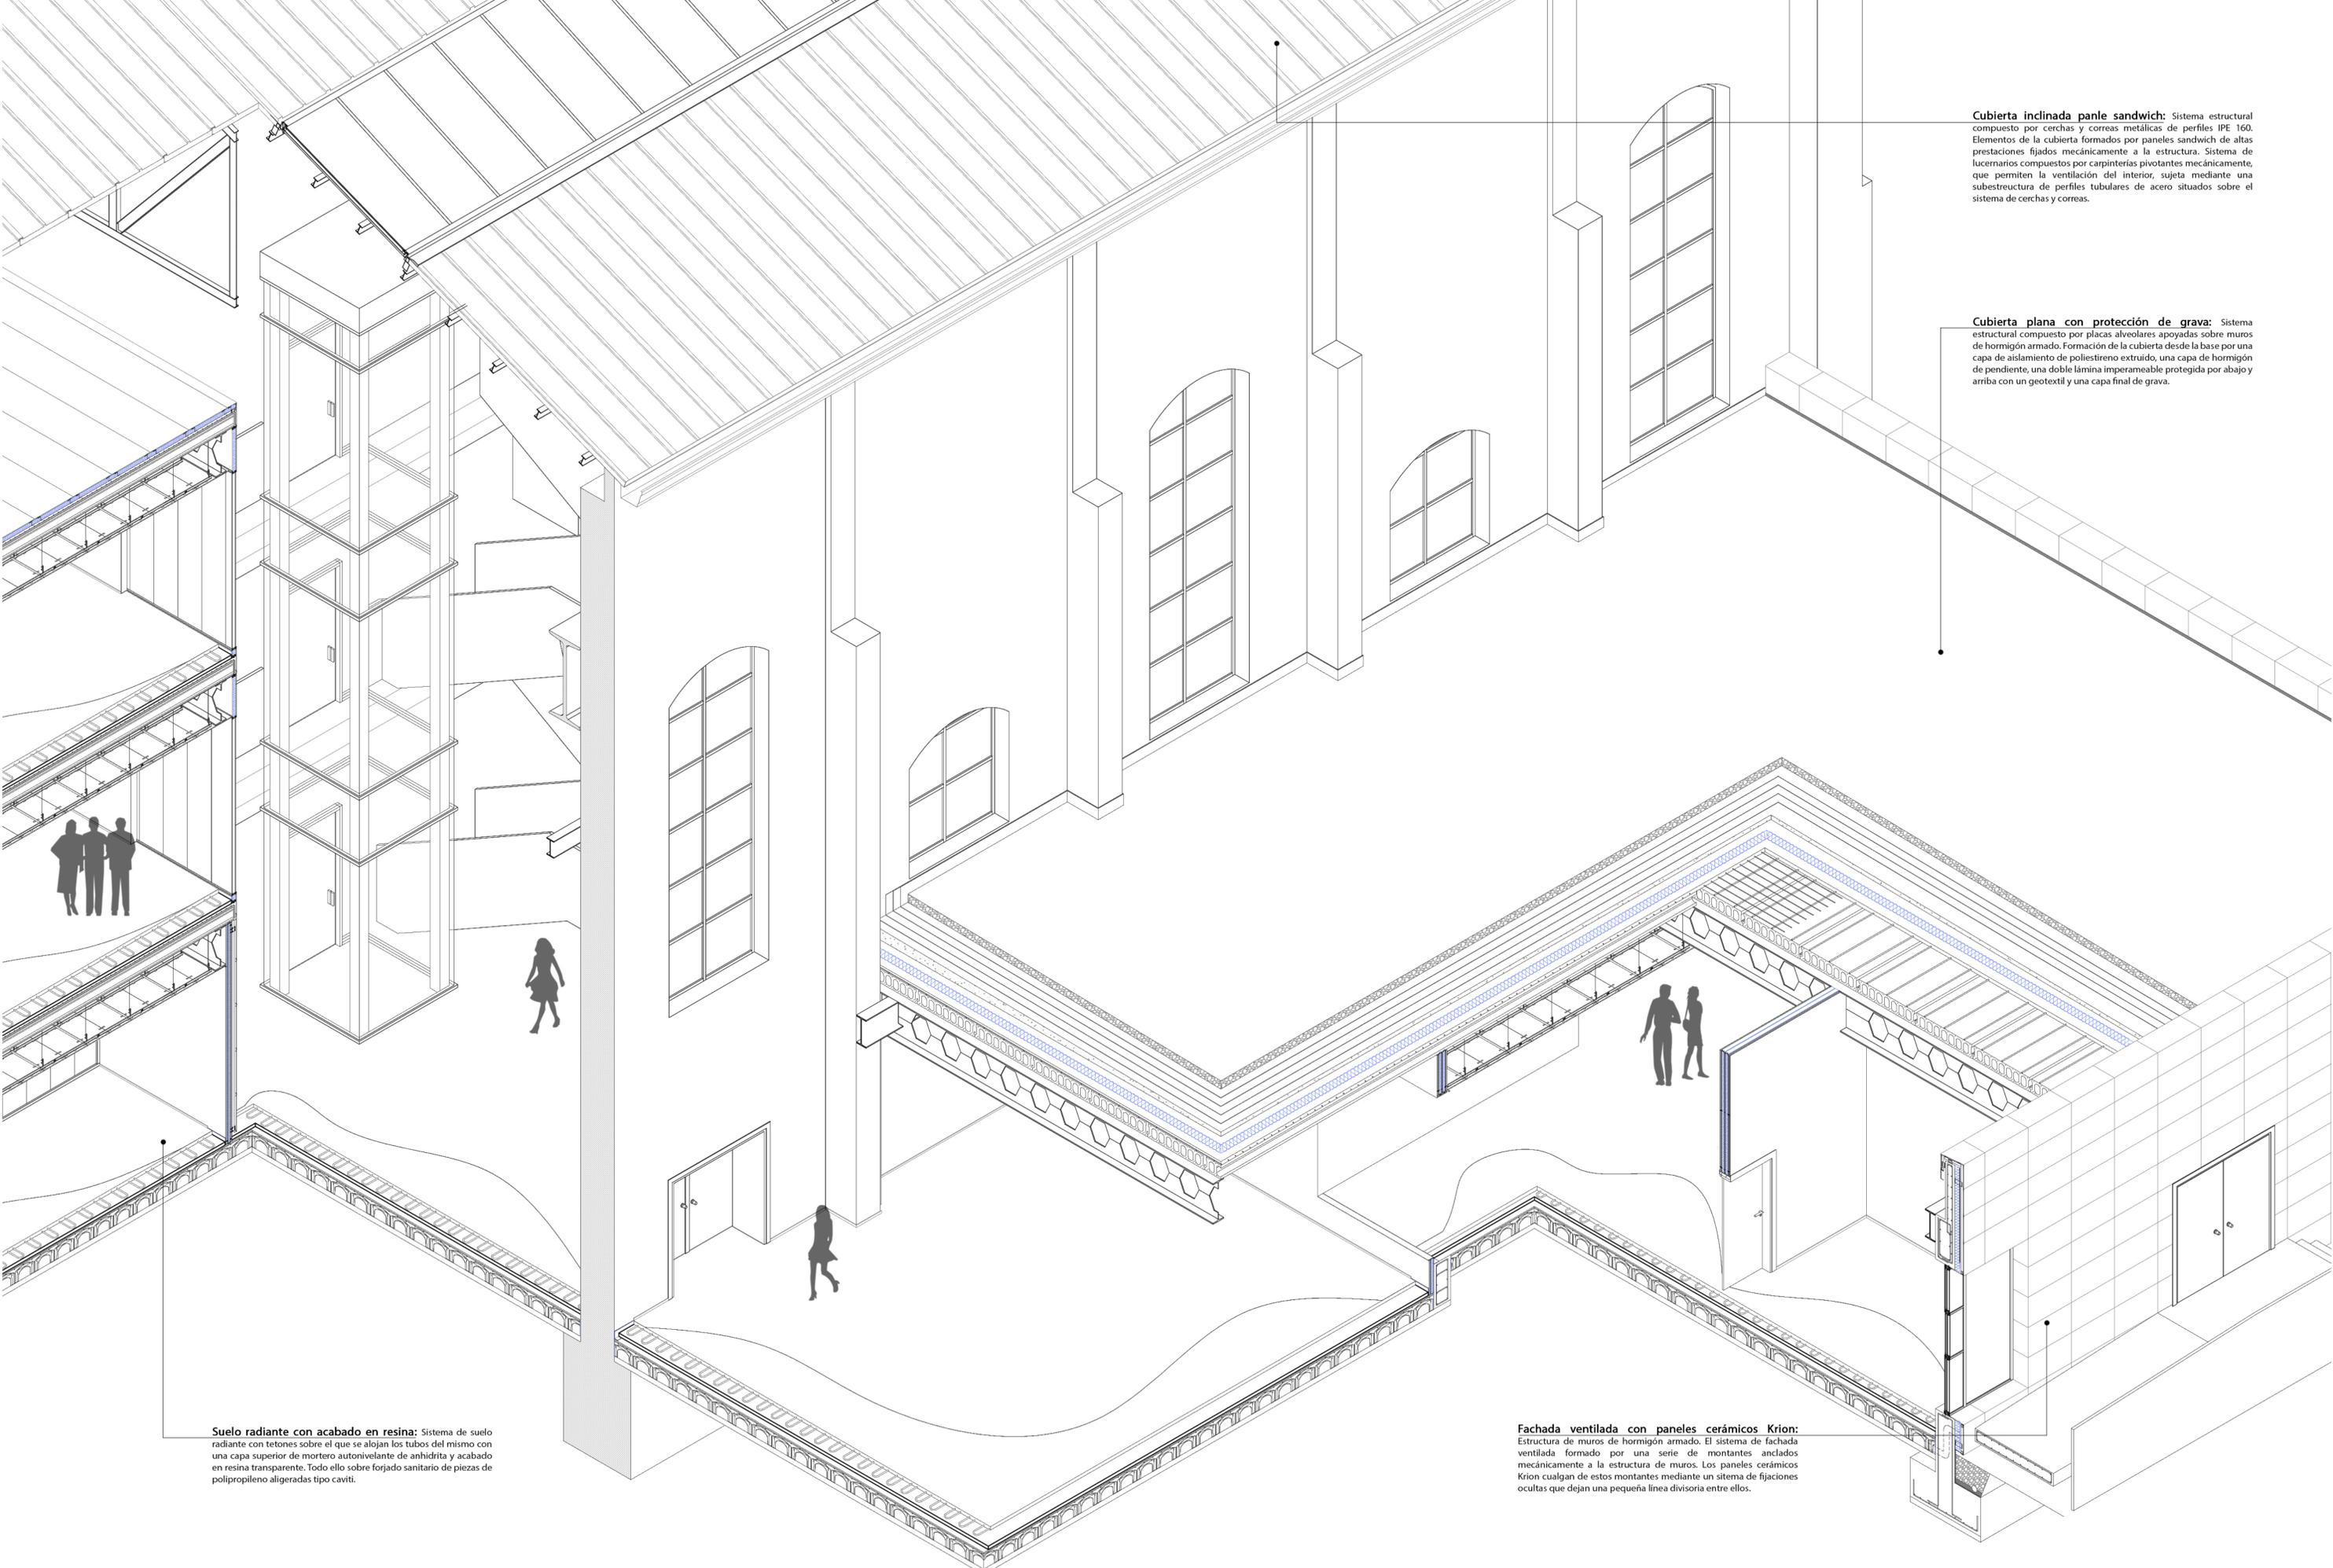 Cubierta inclinada panle sandwich: Sistema estructural
compuesto por cerchas y correas metálicas de perfiles IPE 160.
Elementos de la cubierta formados por paneles sandwich de altas
prestaciones fijados mecánicamente a la estructura. Sistema de
lucernarios compuestos por carpinterías pivotantes mecánicamente,
que permiten la ventilación del interior, sujeta mediante una
subestreuctura de perfiles tubulares de acero situados sobre el
sistema de cerchas y correas.
Cubierta plana con protección de grava: Sistema
estructural compuesto por placas alveolares apoyadas sobre muros
de hormigón armado. Formación de la cubierta desde la base por una
capa de aislamiento de poliestireno extruido, una capa de hormigón
de pendiente, una doble lámina imperameable protegida por abajo y
arriba con un geotextil y una capa final de grava.
Suelo radiante con acabado en resina: Sistema de suelo
radiante con tetones sobre el que se alojan los tubos del mismo con
una capa superior de mortero autonivelante de anhidrita y acabado
en resina transparente. Todo ello sobre forjado sanitario de piezas de
polipropileno aligeradas tipo caviti.
Fachada ventilada con paneles cerámicos Krion:
Estructura de muros de hormigón armado. El sistema de fachada
ventilada formado por una serie de montantes anclados
mecánicamente a la estructura de muros. Los paneles cerámicos
Krion cualgan de estos montantes mediante un sitema de fijaciones
ocultas que dejan una pequeña línea divisoria entre ellos.